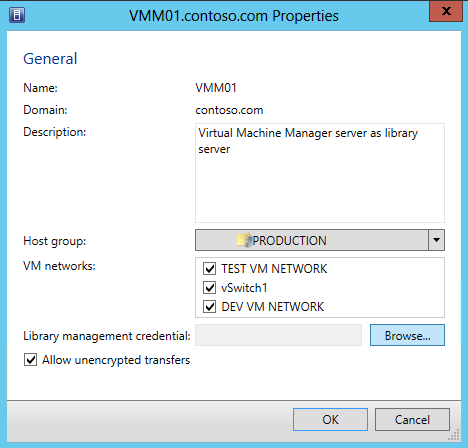 VMM01.contoso.com Properties
General
Name: VMM01
Domain: contoso.com
Description: Virtual Machine Manager server as library
server
Host group: PRODUCTION
VM networks: TEST VM NETWORK
vSwitch1
DEV VM NETWORK
Library management credential: Browse...
Allow unencrypted transfers
OK Cancel